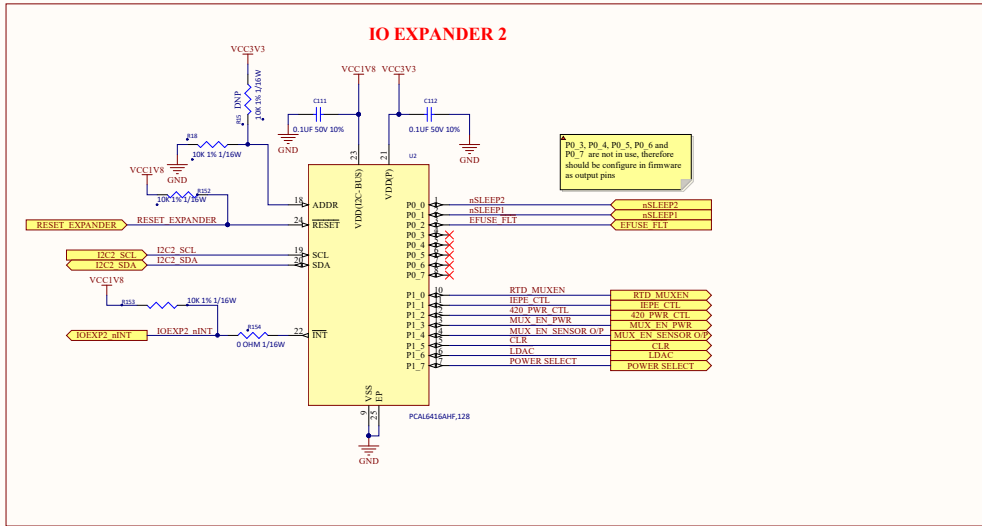 IO EXPANDER 2
VCC3V3
R15 DNP
10K 1% 1/16W
VCC1V8
VCC3V3
C111
0.1UF 50V 10%
GND
C112
0.1UF 50V 10%
GND
R18
10K 1% 1/16W
GND
VCC1V8
R152
10K 1% 1/16W
RESET_EXPANDER
RESET_EXPANDER
I2C2_SCL
I2C2_SCL
I2C2_SDA
I2C2_SDA
VCC1V8
R153
10K 1% 1/16W
IOEXP2_nINT
IOEXP2_nINT
R154
0 OHM 1/16W
U2
23
VDD(I2C-BUS)
21
VDD(P)
18
ADDR
24
RESET
19
SCL
20
SDA
22
INT
9
VSS
25
EP
GND
PCAL6416AHF,128
P0_0
1
nSLEEP2
nSLEEP2
P0_1
nSLEEP1
nSLEEP1
P0_2
EFUSE_FLT
EFUSE_FLT
P0_3
P0_4
P0_5
P0_6
P0_7
P1_0
10
RTD_MUXEN
RTD_MUXEN
P1_1
IEPE_CTL
IEPE_CTL
P1_2
420_PWR_CTL
420_PWR_CTL
P1_3
MUX_EN_PWR
MUX_EN_PWR
P1_4
MUX_EN_SENSOR O/P
MUX_EN_SENSOR O/P
P1_5
CLR
CLR
P1_6
LDAC
LDAC
P1_7
POWER SELECT
POWER SELECT
P0_3, P0_4, P0_5, P0_6 and
P0_7 are not in use, therefore
should be configure in firmware
as output pins